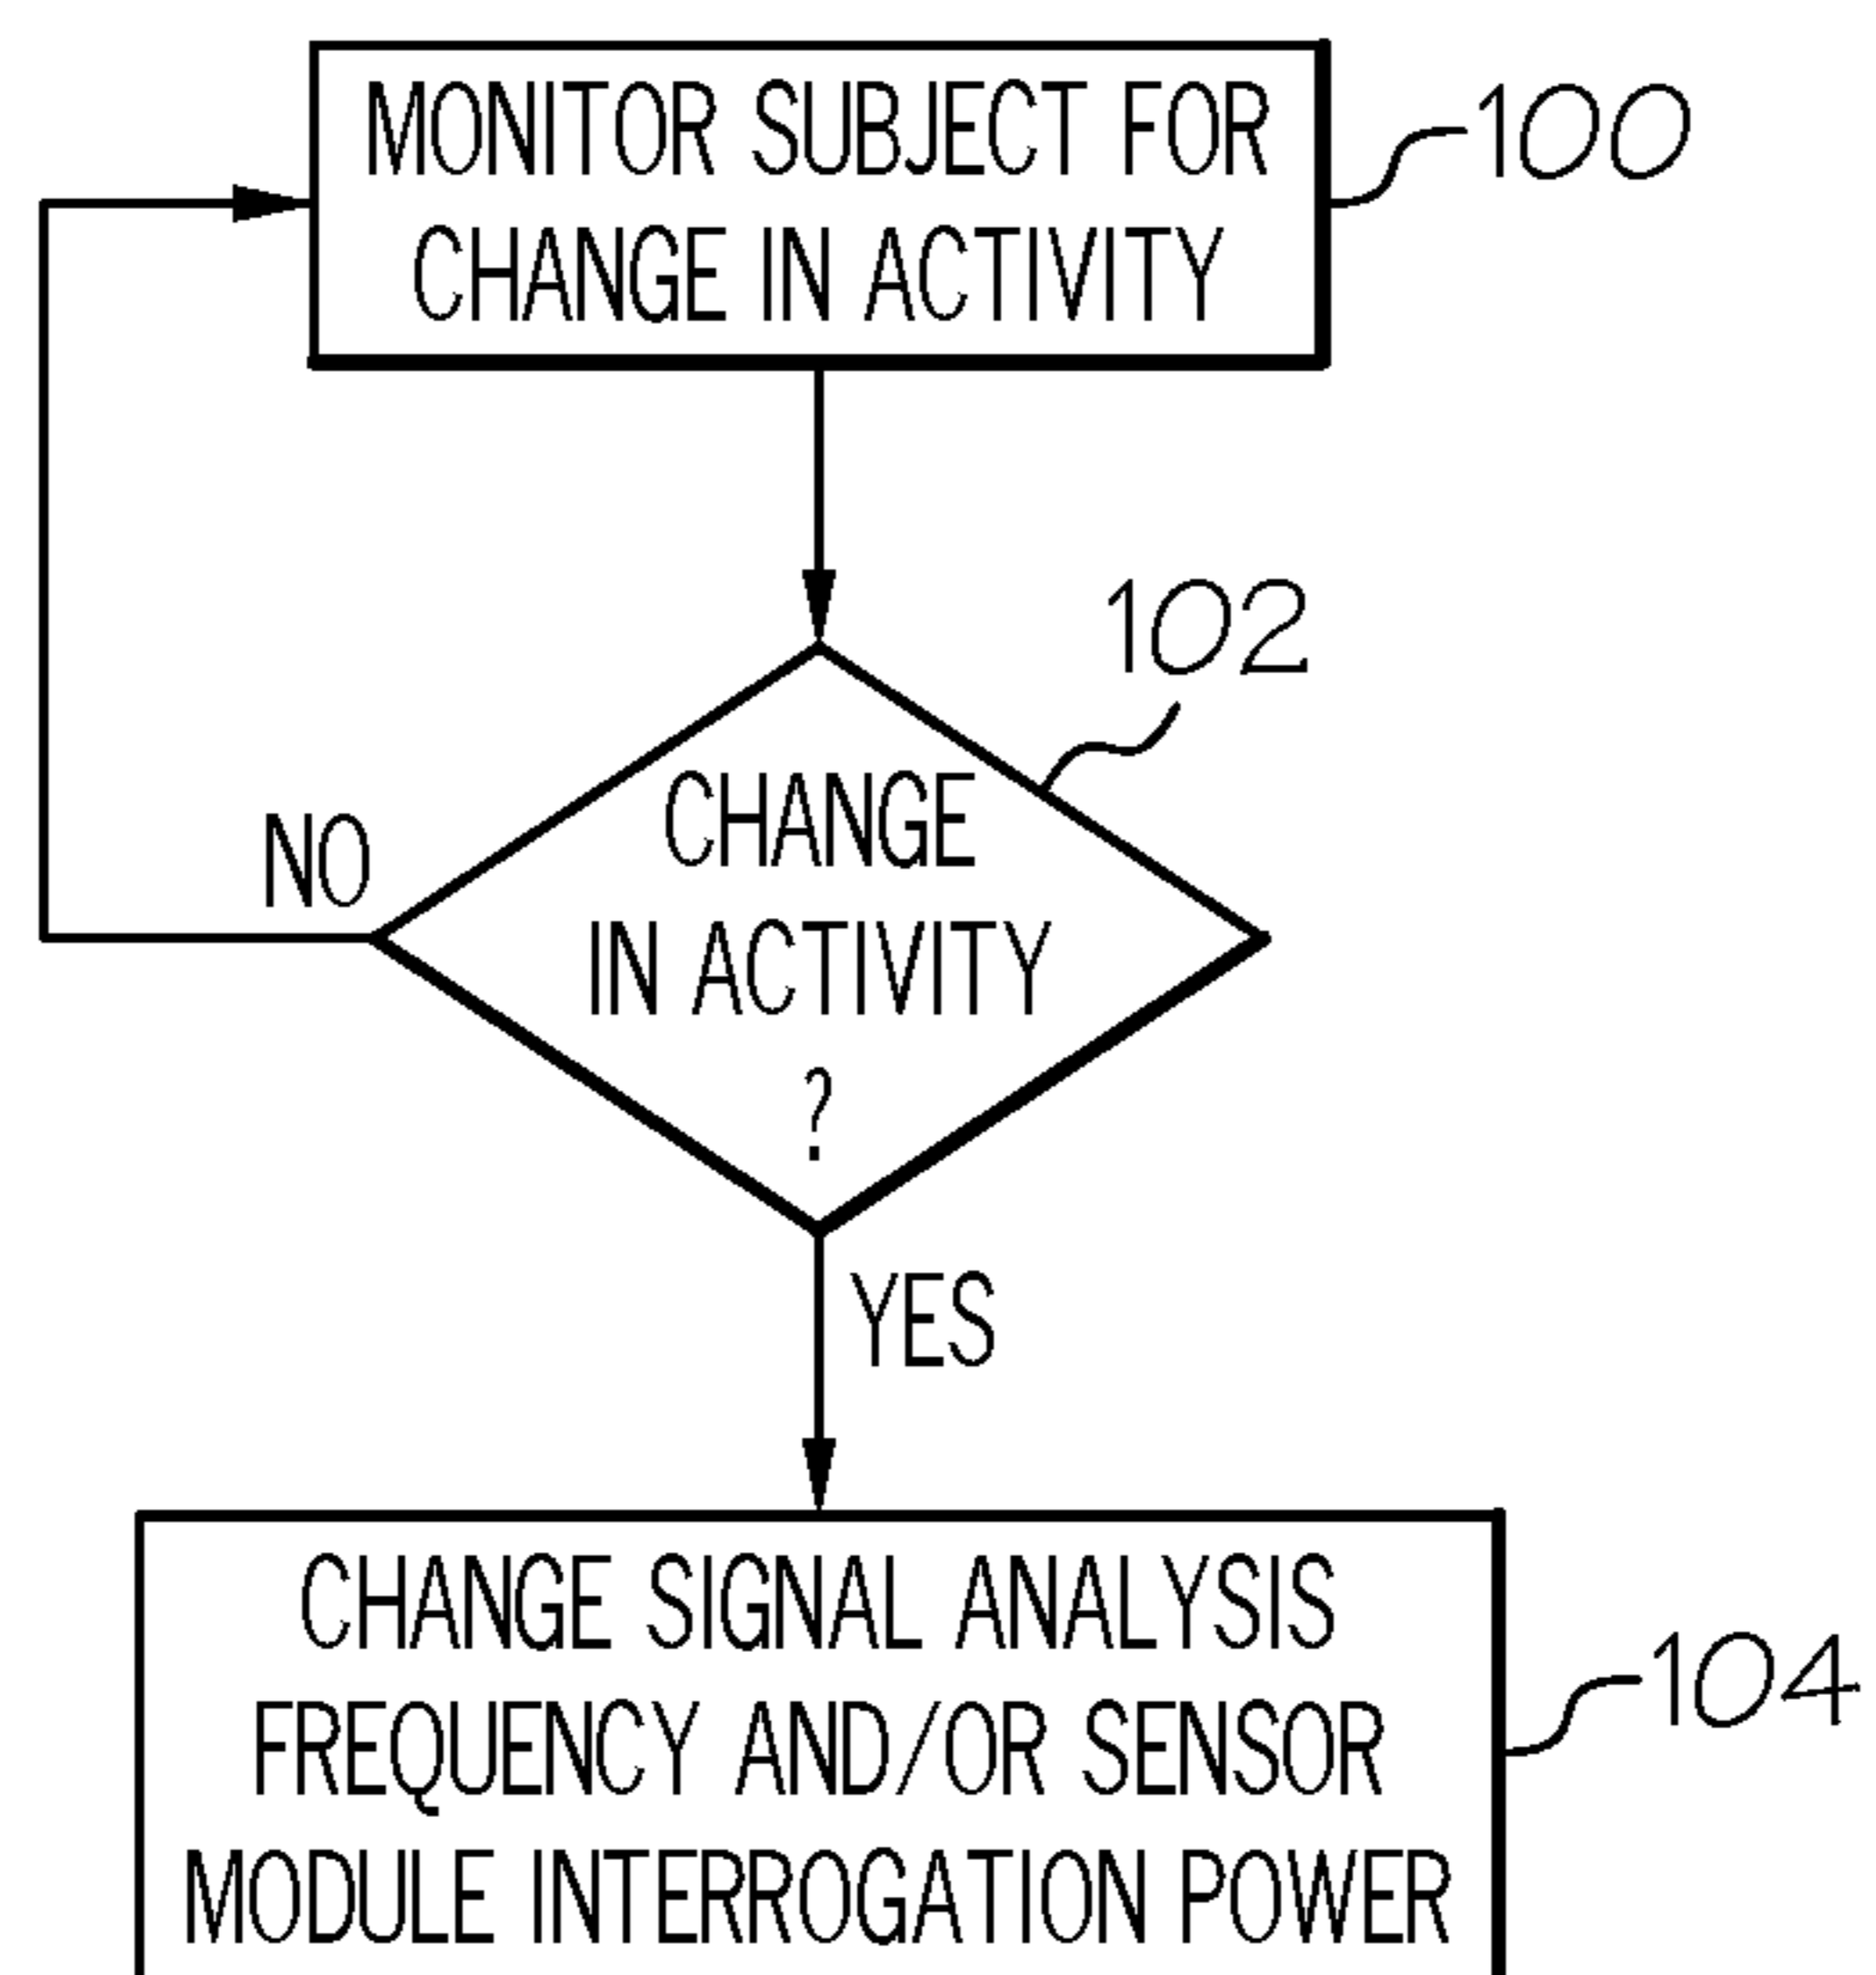 MONITOR SUBJECT FOR
CHANGE IN ACTIVITY
100
102
CHANGE
IN ACTIVITY
?
NO
YES
CHANGE SIGNAL ANALYSIS
FREQUENCY AND/OR SENSOR
MODULE INTERROGATION POWER
104